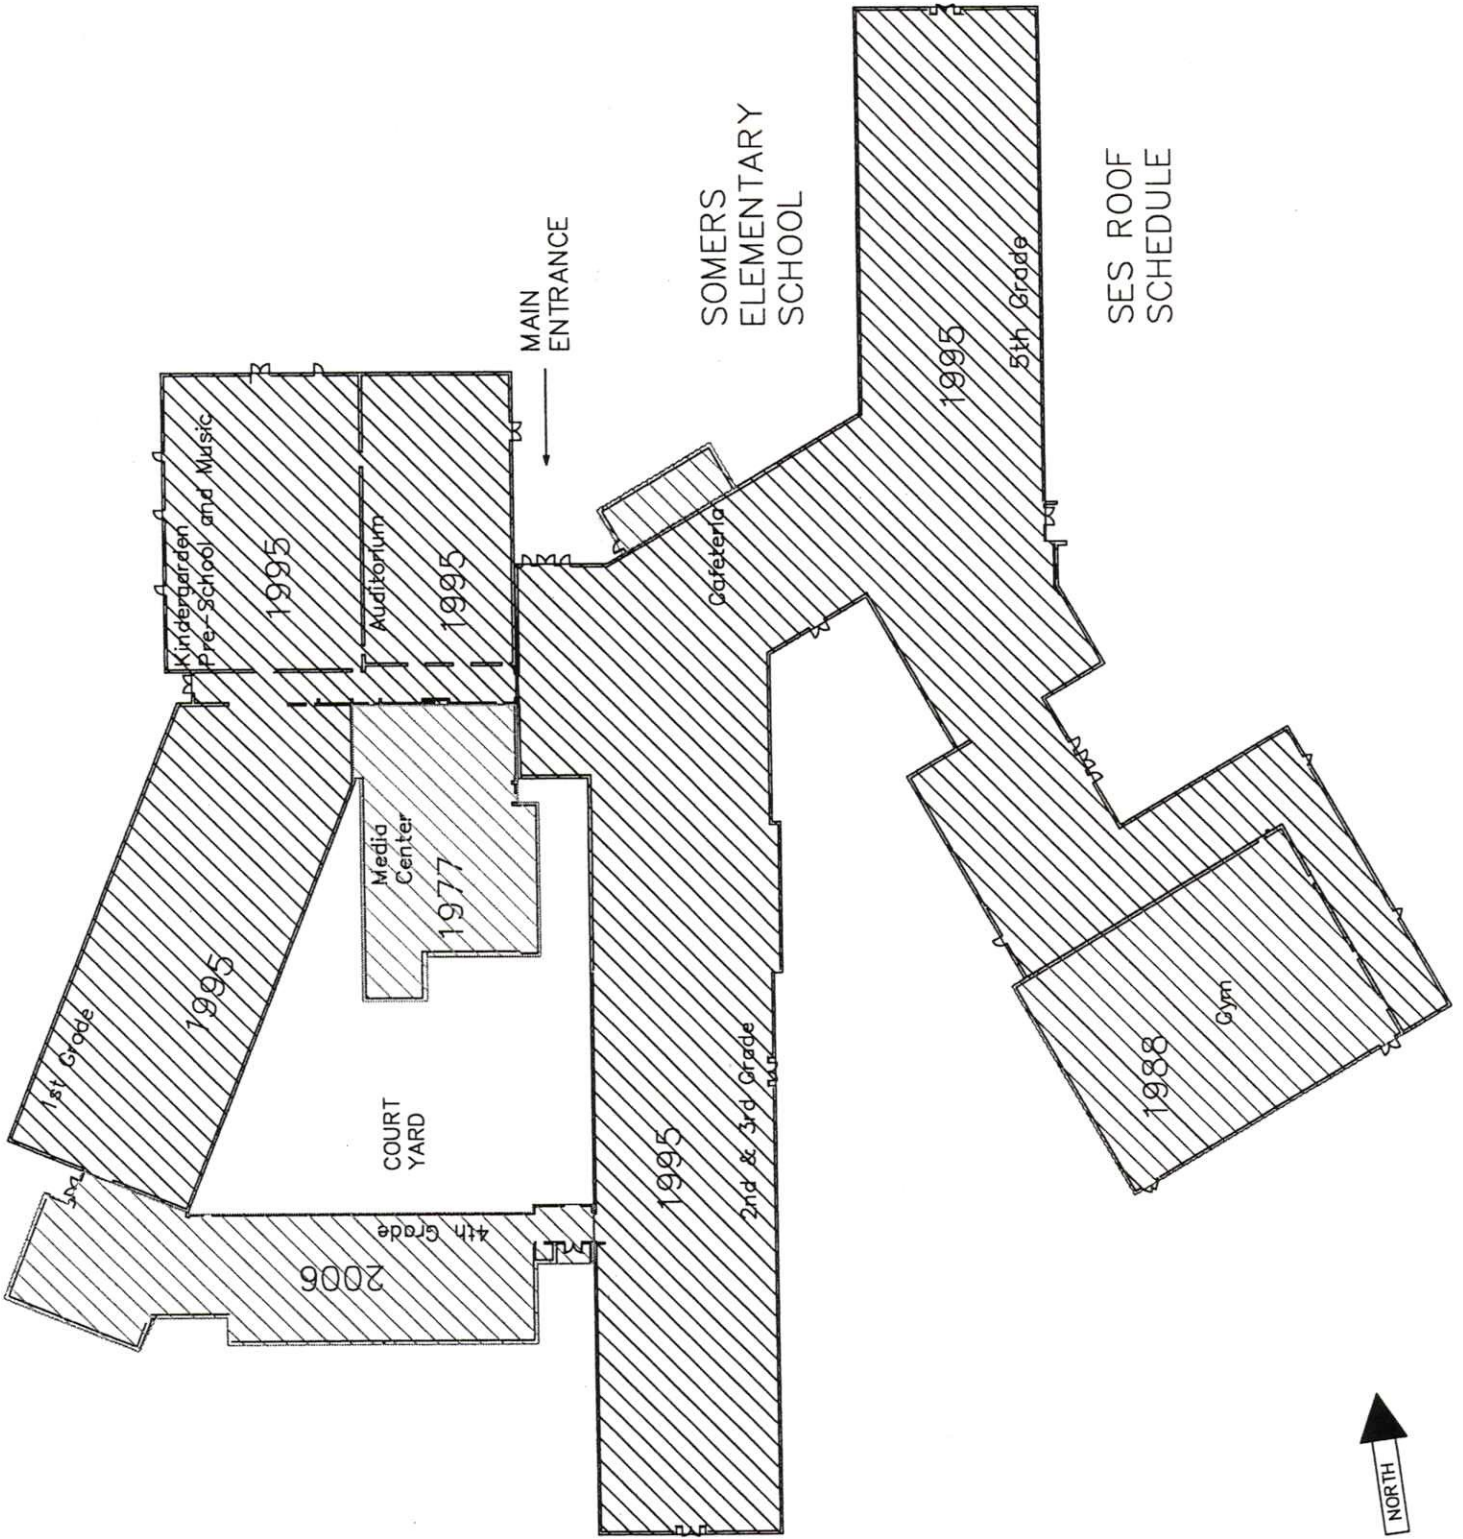 SOMERS
ELEMENTARY
SCHOOL
SES ROOF
SCHEDULE
MAIN
ENTRANCE
Kindergarden
Pre-School and Music
1995
Auditorium
1995
Cafeteria
1995
5th Grade
Media
Center
1977
1st Grade
1995
COURT
YARD
4th Grade
2006
1995
2nd & 3rd Grade
Gym
1988
NORTH